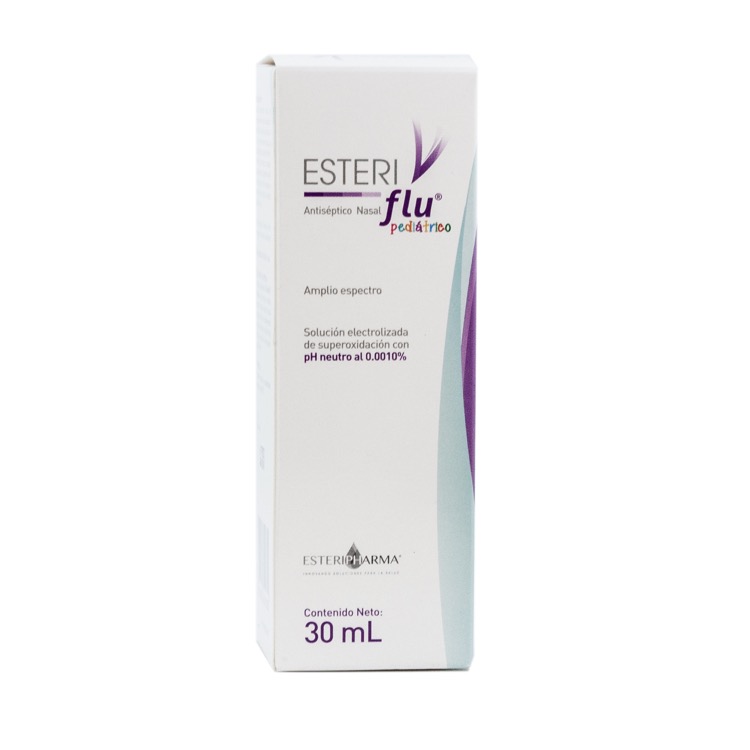 ESTERI
Antiséptico Nasal
flu®
pediátrico
Amplio espectro
Solución electrolizada
de superoxidación con
pH neutro al 0.0010%
ESTERIPHARMA®
Contenido Neto:
30 mL